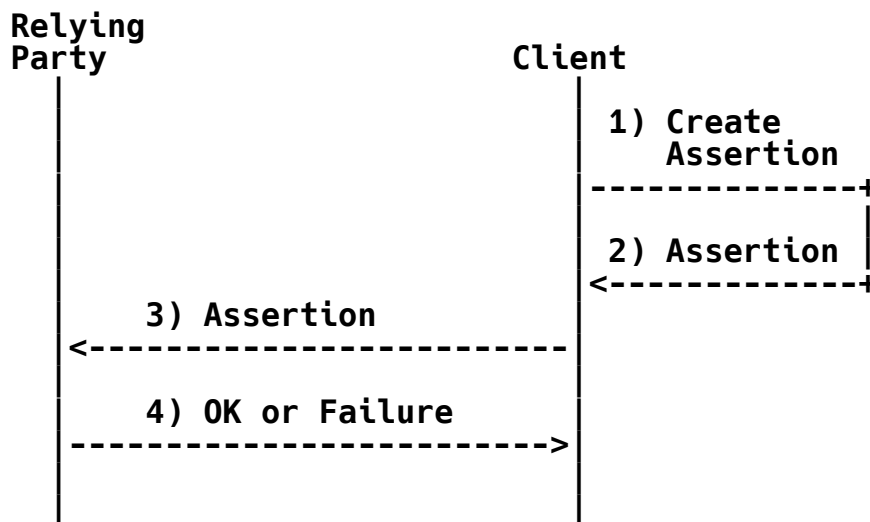 Relying
Party Client
1) Create
Assertion
2) Assertion
3) Assertion
4) OK or Failure